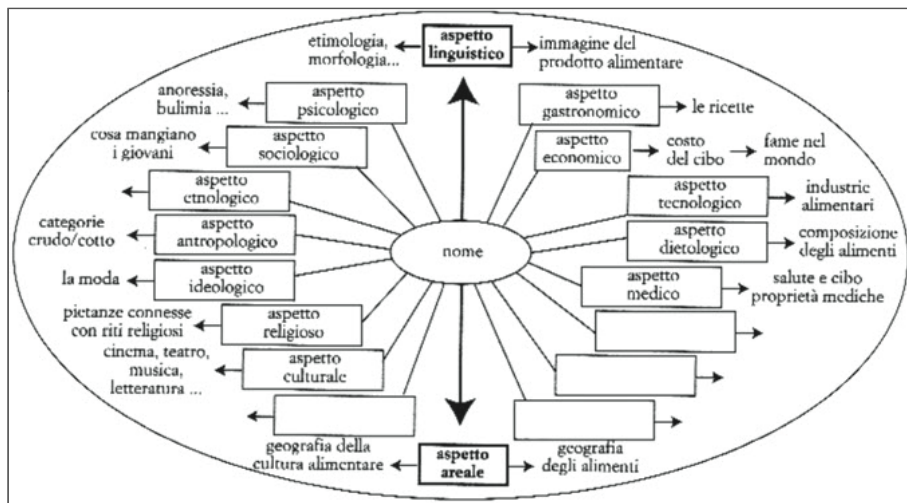 etimologia,
morfologia...
aspetto
linguistico
immagine del
prodotto alimentare
anoressia,
bulimia ...
aspetto
psicologico
aspetto
gastronomico
le ricette
cosa mangiano
i giovani
aspetto
sociologico
aspetto
economico
costo
del cibo
fame nel
mondo
aspetto
etnologico
aspetto
tecnologico
industrie
alimentari
categorie
crudo/cotto
aspetto
antropologico
nome
aspetto
dietologico
composizione
degli alimenti
la moda
aspetto
ideologico
aspetto
medico
salute e cibo
proprietà mediche
pietanze connesse
con riti religiosi
aspetto
religioso
cinema, teatro,
musica,
letteratura ...
aspetto
culturale
geografia della
cultura alimentare
aspetto
areale
geografia
degli alimenti